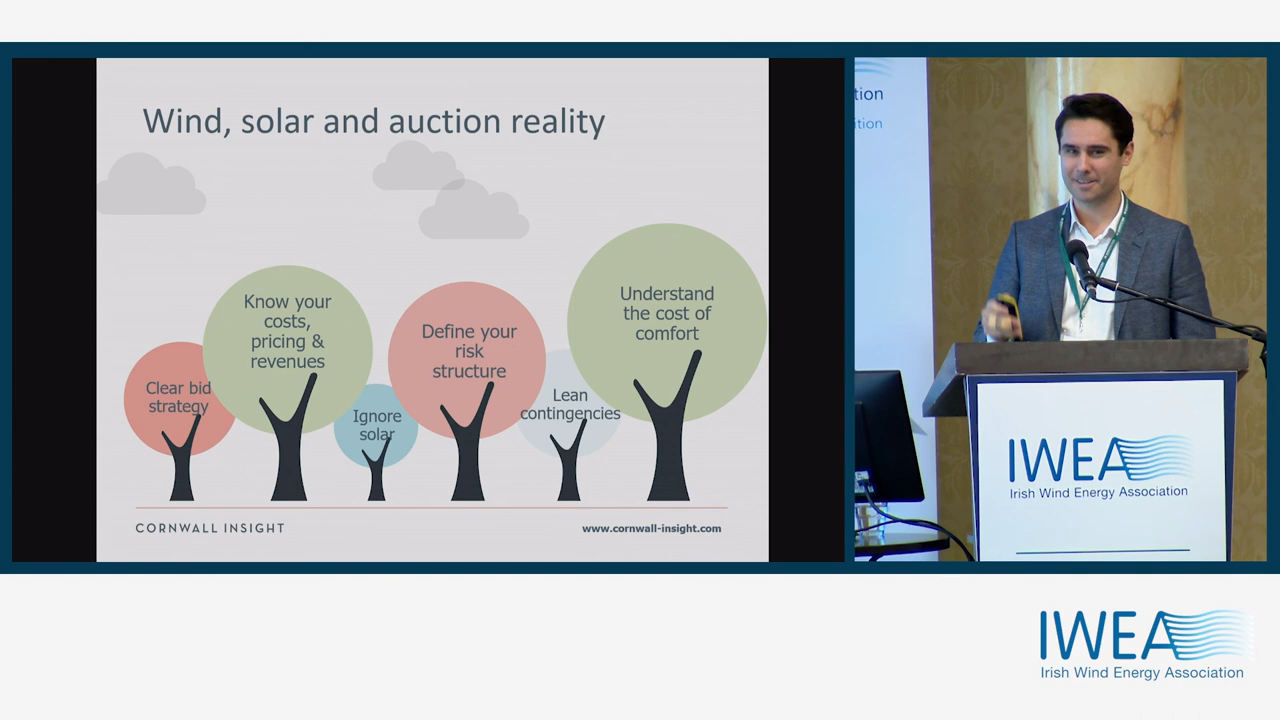 Wind, solar and auction reality
Clear bid
strategy
Know your
costs,
pricing &
revenues
Ignore
solar
Define your
risk
structure
Lean
contingencies
Understand
the cost of
comfort
CORNWALL INSIGHT
www.cornwall-insight.com
tion
ition
IWEA
Irish Wind Energy Association
IWEA
Irish Wind Energy Association